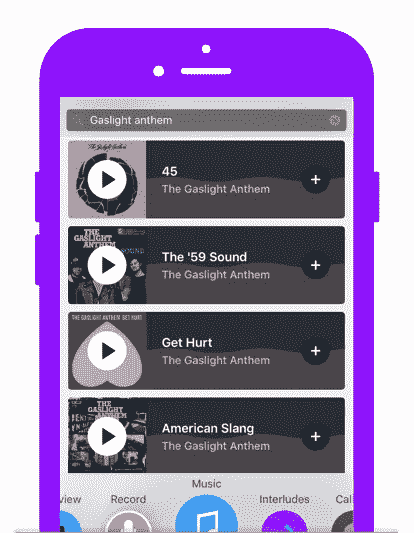 Gaslight anthem
The Gaslight Anthem
45
The Gaslight Anthem
THE
GASLIGHT
ANTHEM
SOUND
The '59 Sound
The Gaslight Anthem
THE GASLIGHT ANTHEM GET HURT
Get Hurt
The Gaslight Anthem
THE
GASLIGHT
ANTHEM
American Slang
The Gaslight Anthem
Music
view
Record
Interludes
Cal